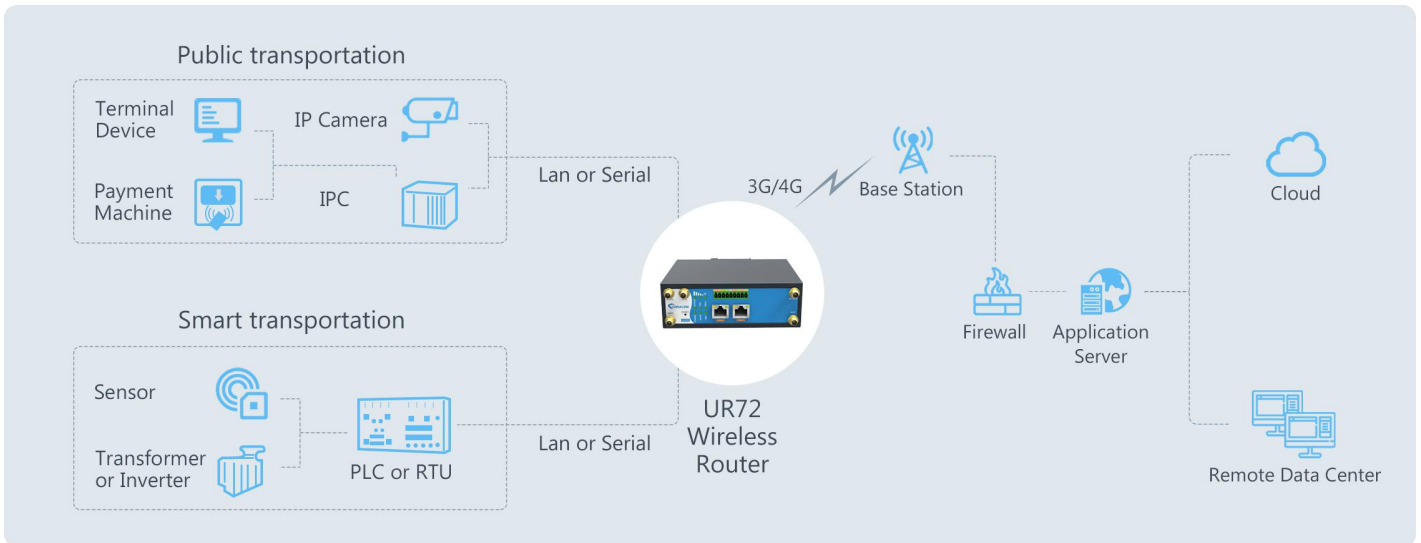 Public transportation
Terminal
Device
IP Camera
Payment
Machine
IPC
Lan or Serial
3G/4G
Base Station
Cloud
Firewall
Application
Server
Smart transportation
Sensor
Transformer
or Inverter
PLC or RTU
Lan or Serial
UR72
Wireless
Router
Remote Data Center